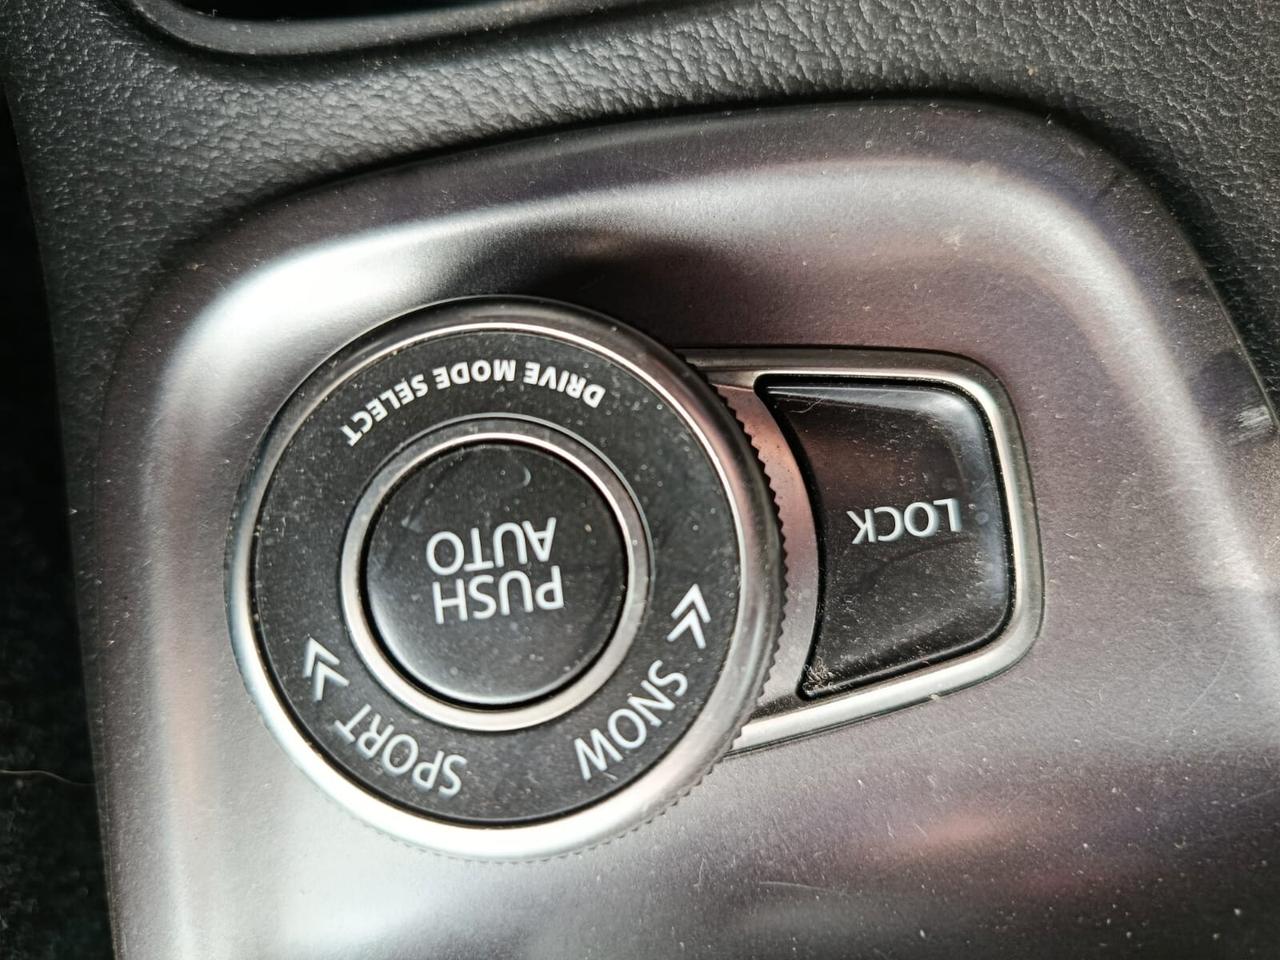 SNOW
SPORT
PUSH
AUTO
DRIVE MODE SELECT
LOCK